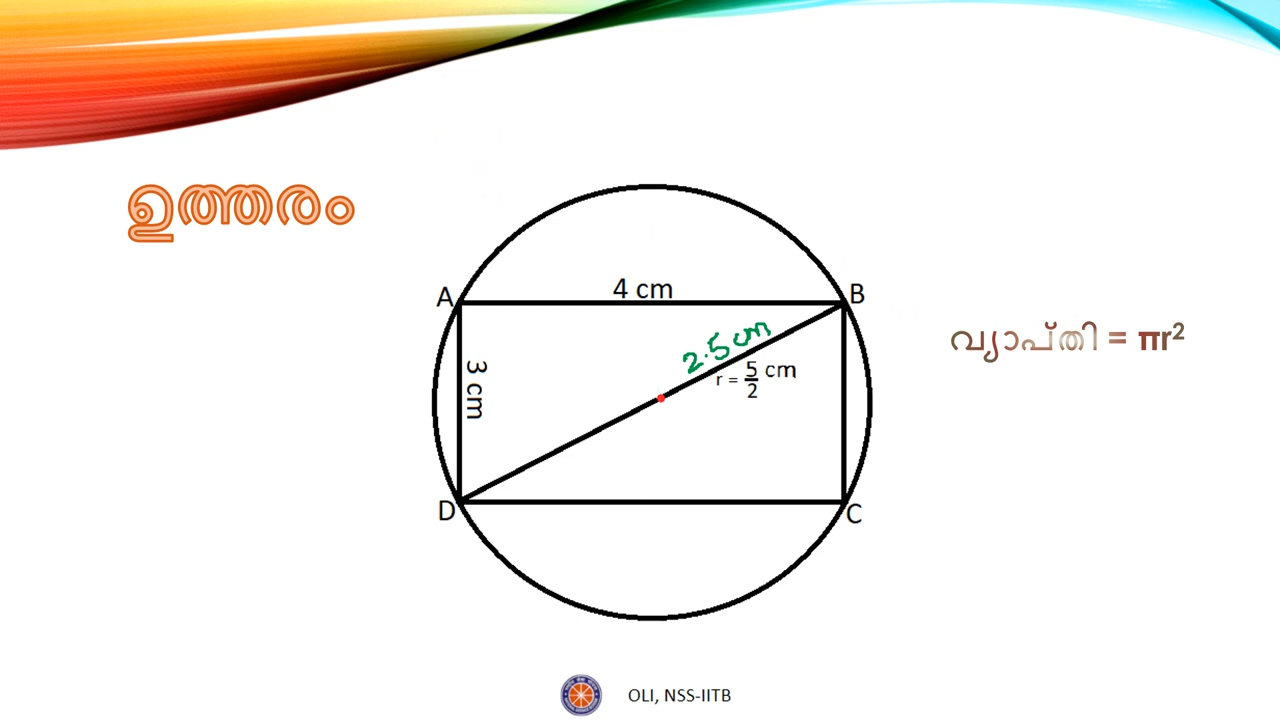 ഉത്തരം
A
4 cm
B
3 cm
2.5 cm
r = 5/2 cm
വ്യാപ്തി = πr²
D
C
OLI, NSS-IITB